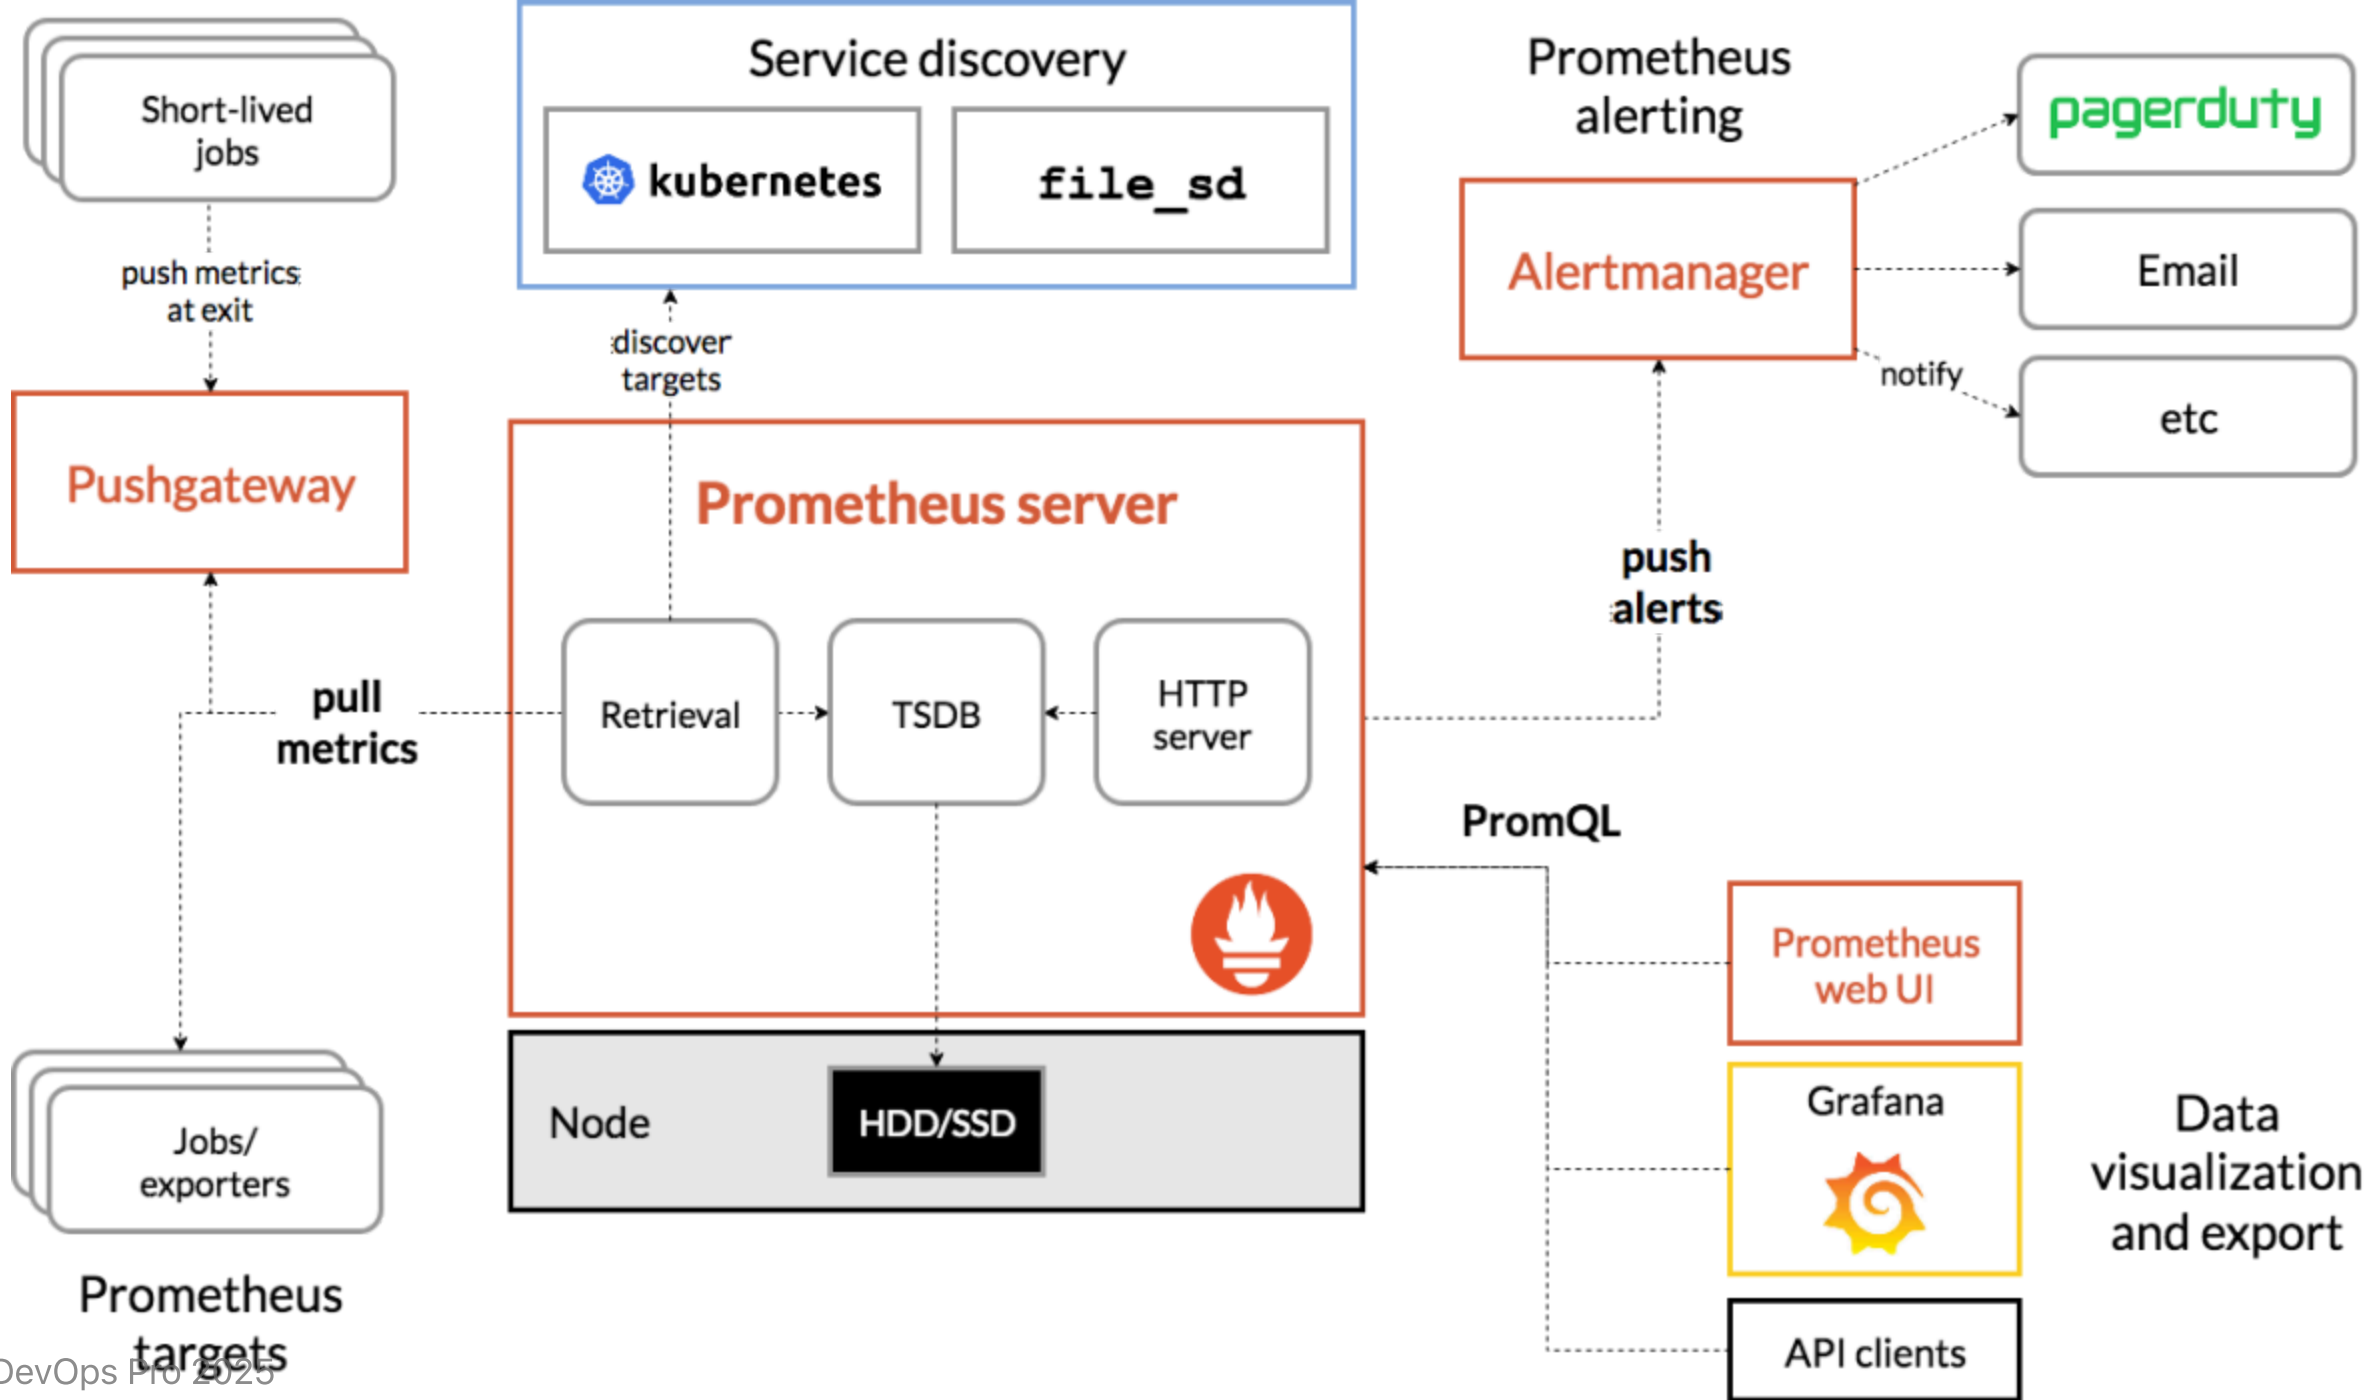 Short-lived
jobs
push metrics
at exit
Pushgateway
Service discovery
kubernetes
file_sd
discover
targets
Prometheus
alerting
Alertmanager
pagerduty
Email
notify
etc
Prometheus server
Retrieval
TSDB
HTTP
server
pull
metrics
push
alerts
PromQL
Node
HDD/SSD
Jobs/
exporters
Prometheus
targets
Prometheus
web UI
Grafana
API clients
Data
visualization
and export
DevOps Pro 2025